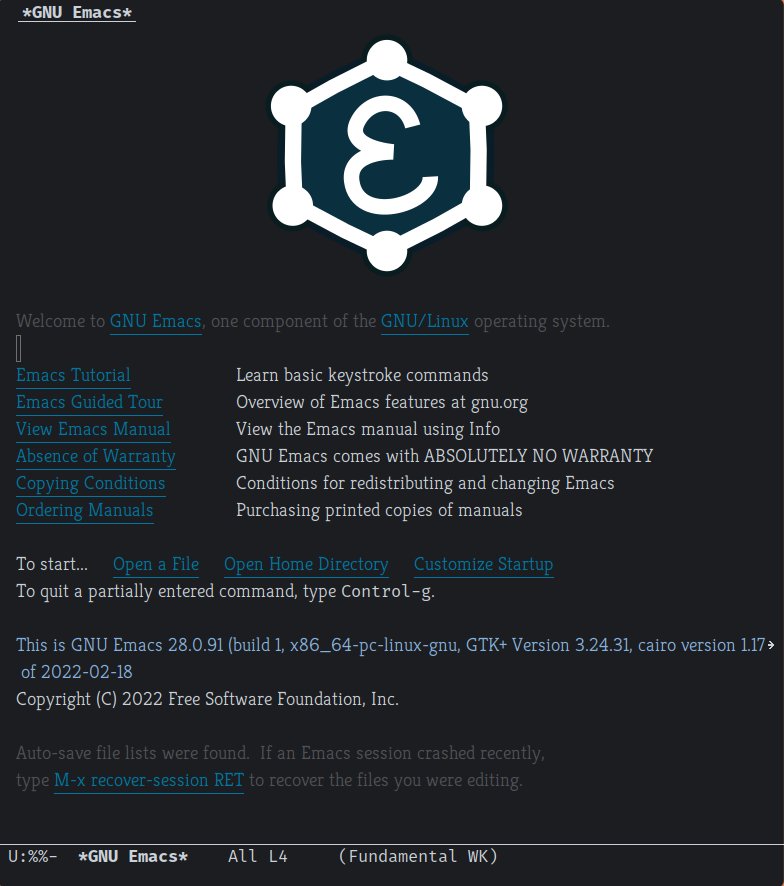 *GNU Emacs*
Welcome to GNU Emacs, one component of the GNU/Linux operating system.
Emacs Tutorial Learn basic keystroke commands
Emacs Guided Tour Overview of Emacs features at gnu.org
View Emacs Manual View the Emacs manual using Info
Absence of Warranty GNU Emacs comes with ABSOLUTELY NO WARRANTY
Copying Conditions Conditions for redistributing and changing Emacs
Ordering Manuals Purchasing printed copies of manuals
To start... Open a File Open Home Directory Customize Startup
To quit a partially entered command, type Control-g.
This is GNU Emacs 28.0.91 (build 1, x86_64-pc-linux-gnu, GTK+ Version 3.24.31, cairo version 1.17
of 2022-02-18
Copyright (C) 2022 Free Software Foundation, Inc.
Auto-save file lists were found. If an Emacs session crashed recently,
type M-x recover-session RET to recover the files you were editing.
U:%%- *GNU Emacs* All L4 (Fundamental WK)